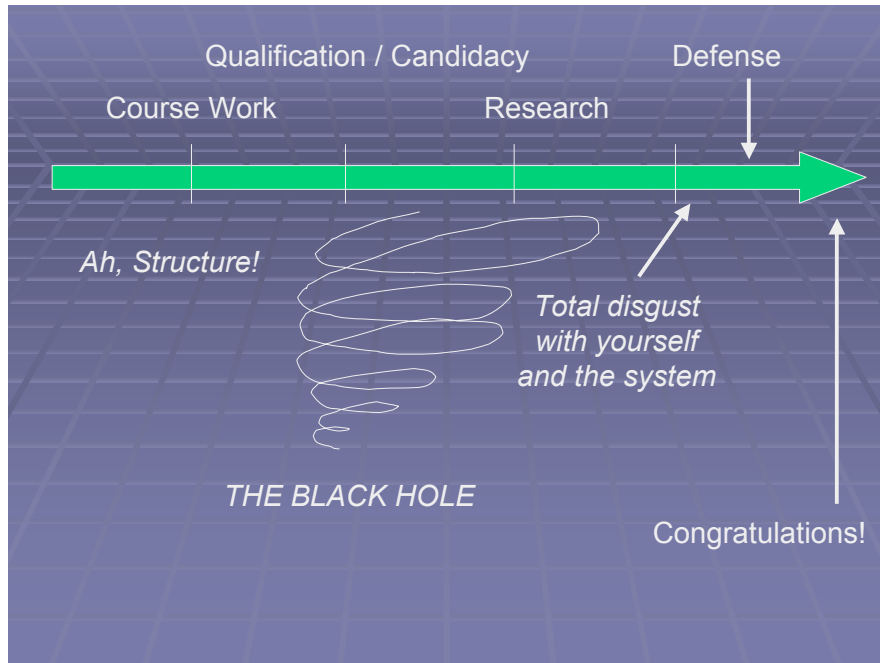 Qualification / Candidacy
Defense
Course Work
Research
Ah, Structure!
Total disgust
with yourself
and the system
THE BLACK HOLE
Congratulations!